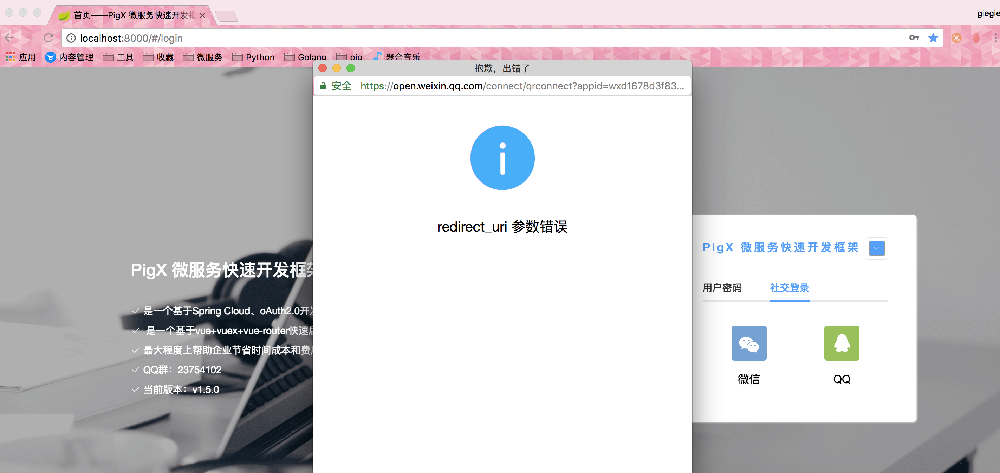 首页——PigX 微服务快速开发框
giegie
localhost:8000/#/login
应用 内容管理 工具 收藏 微服务 Python Golang pig 聚合音乐
抱歉，出错了
安全 https://open.weixin.qq.com/connect/qrconnect?appid=wxd1678d3f83...
redirect_uri 参数错误
PigX 微服务快速开发框架
是一个基于Spring Cloud、oAuth2.0开发
是一个基于vue+vuex+vue-router快速后
最大程度上帮助企业节省时间成本和费用
QQ群：23754102
当前版本：v1.5.0
PigX 微服务快速开发框架
用户密码 社交登录
微信 QQ